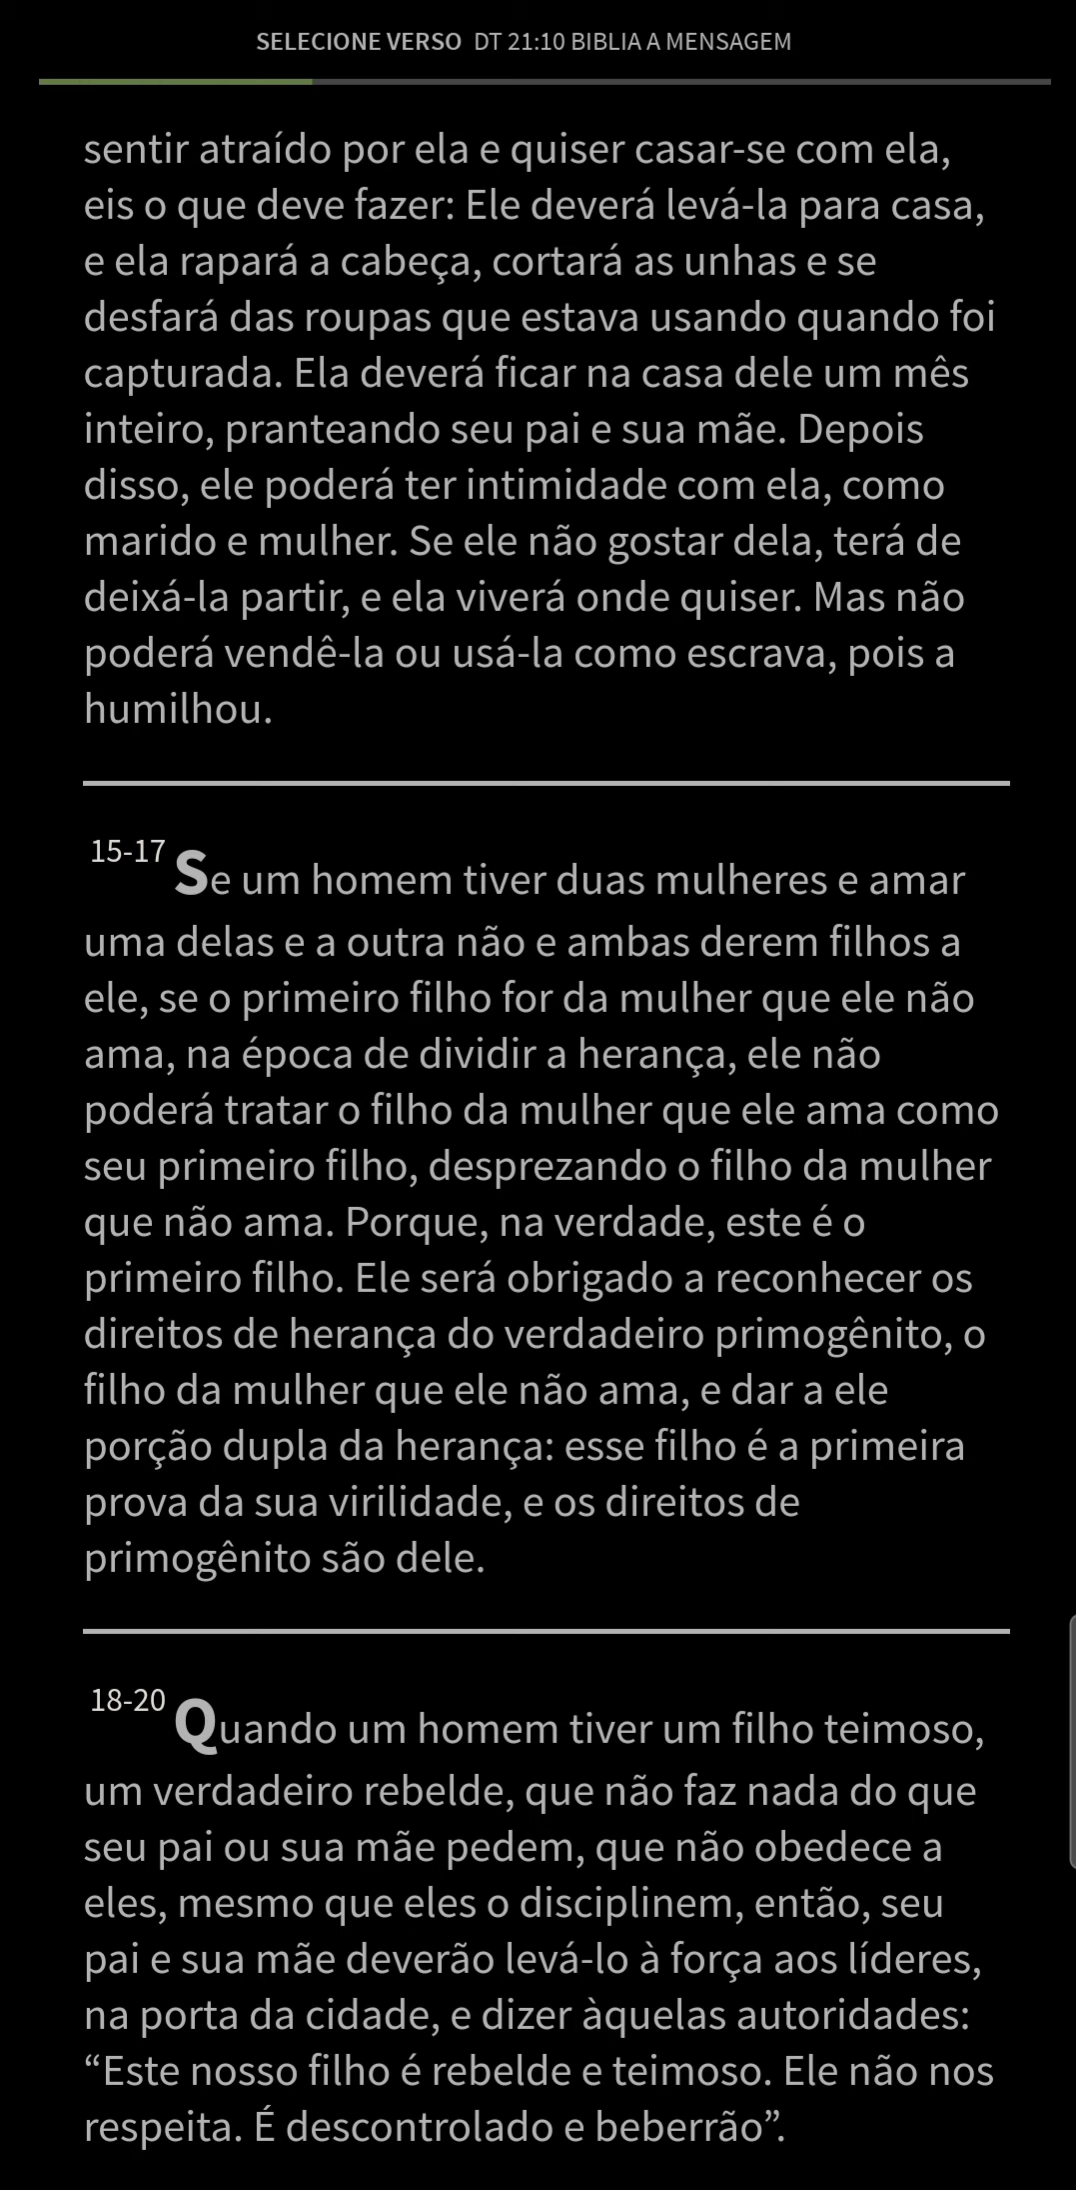 SELECIONE VERSO DT 21:10 BIBLIA A MENSAGEM
sentir atraído por ela e quiser casar-se com ela,
eis o que deve fazer: Ele deverá levá-la para casa,
e ela rapará a cabeça, cortará as unhas e se
desfará das roupas que estava usando quando foi
capturada. Ela deverá ficar na casa dele um mês
inteiro, pranteando seu pai e sua mãe. Depois
disso, ele poderá ter intimidade com ela, como
marido e mulher. Se ele não gostar dela, terá de
deixá-la partir, e ela viverá onde quiser. Mas não
poderá vendê-la ou usá-la como escrava, pois a
humilhou.
15-17 Se um homem tiver duas mulheres e amar
uma delas e a outra não e ambas derem filhos a
ele, se o primeiro filho for da mulher que ele não
ama, na época de dividir a herança, ele não
poderá tratar o filho da mulher que ele ama como
seu primeiro filho, desprezando o filho da mulher
que não ama. Porque, na verdade, este é o
primeiro filho. Ele será obrigado a reconhecer os
direitos de herança do verdadeiro primogênito, o
filho da mulher que ele não ama, e dar a ele
porção dupla da herança: esse filho é a primeira
prova da sua virilidade, e os direitos de
primogênito são dele.
18-20 Quando um homem tiver um filho teimoso,
um verdadeiro rebelde, que não faz nada do que
seu pai ou sua mãe pedem, que não obedece a
eles, mesmo que eles o disciplinem, então, seu
pai e sua mãe deverão levá-lo à força aos líderes,
na porta da cidade, e dizer àquelas autoridades:
“Este nosso filho é rebelde e teimoso. Ele não nos
respeita. É descontrolado e beberrão”.